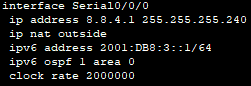 interface Serial0/0/0
ip address 8.8.4.1 255.255.255.240
ip nat outside
ipv6 address 2001:DB8:3::1/64
ipv6 ospf 1 area 0
clock rate 2000000